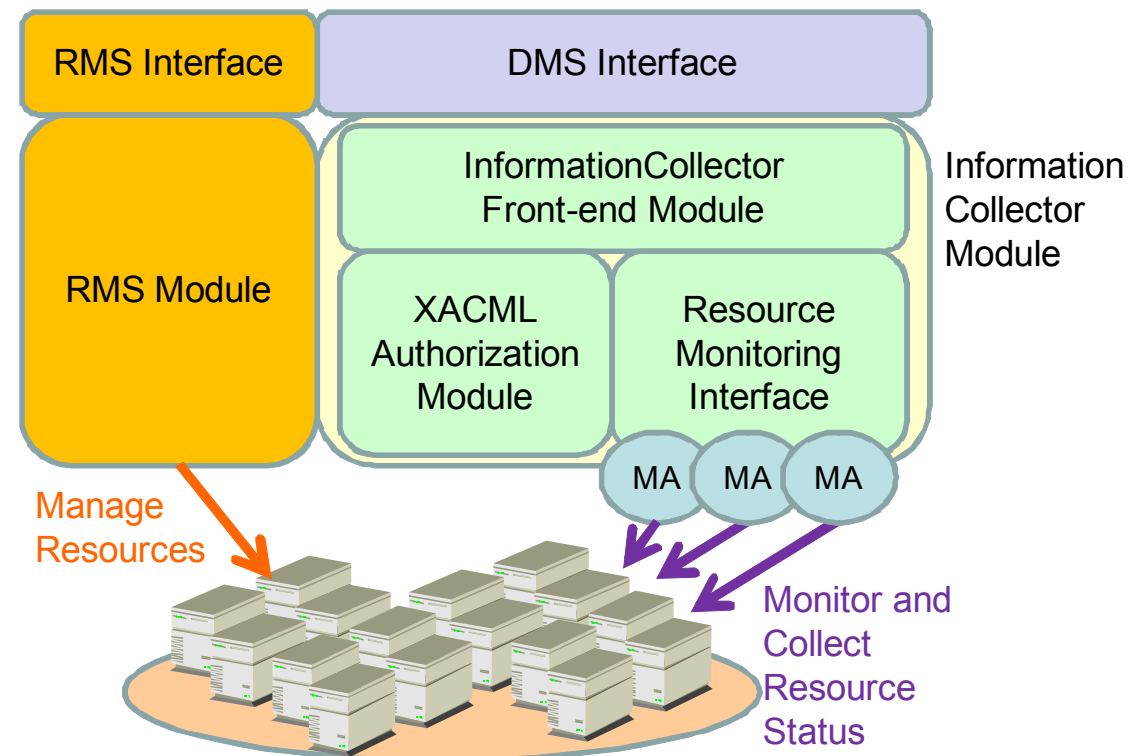 RMS Interface
DMS Interface
InformationCollector
Front-end Module
Information
Collector
Module
RMS Module
XACML
Authorization
Module
Resource
Monitoring
Interface
MA
MA
MA
Manage
Resources
Monitor and
Collect
Resource
Status